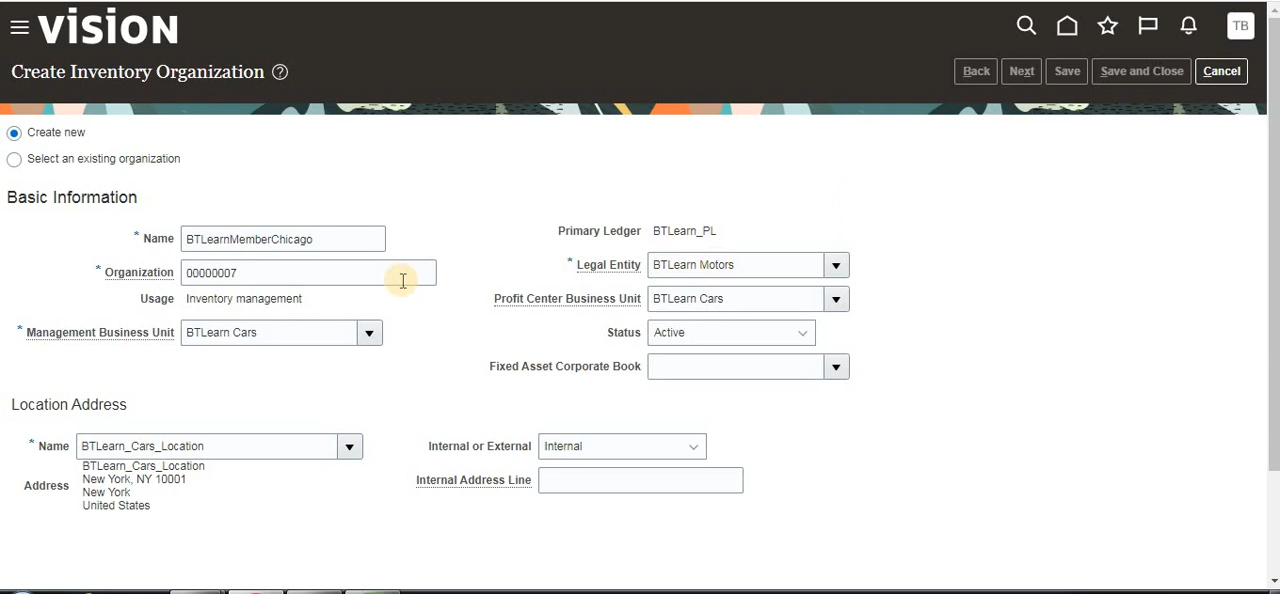 vision
TB
Create Inventory Organization ?
Back Next Save Save and Close Cancel
Create new
Select an existing organization
Basic Information
* Name BTLearnMemberChicago
* Organization 00000007
Usage Inventory management
* Management Business Unit BTLearn Cars
Primary Ledger BTLearn_PL
* Legal Entity BTLearn Motors
Profit Center Business Unit BTLearn Cars
Status Active
Fixed Asset Corporate Book
Location Address
* Name BTLearn_Cars_Location
Address BTLearn_Cars_Location
New York, NY 10001
New York
United States
Internal or External Internal
Internal Address Line